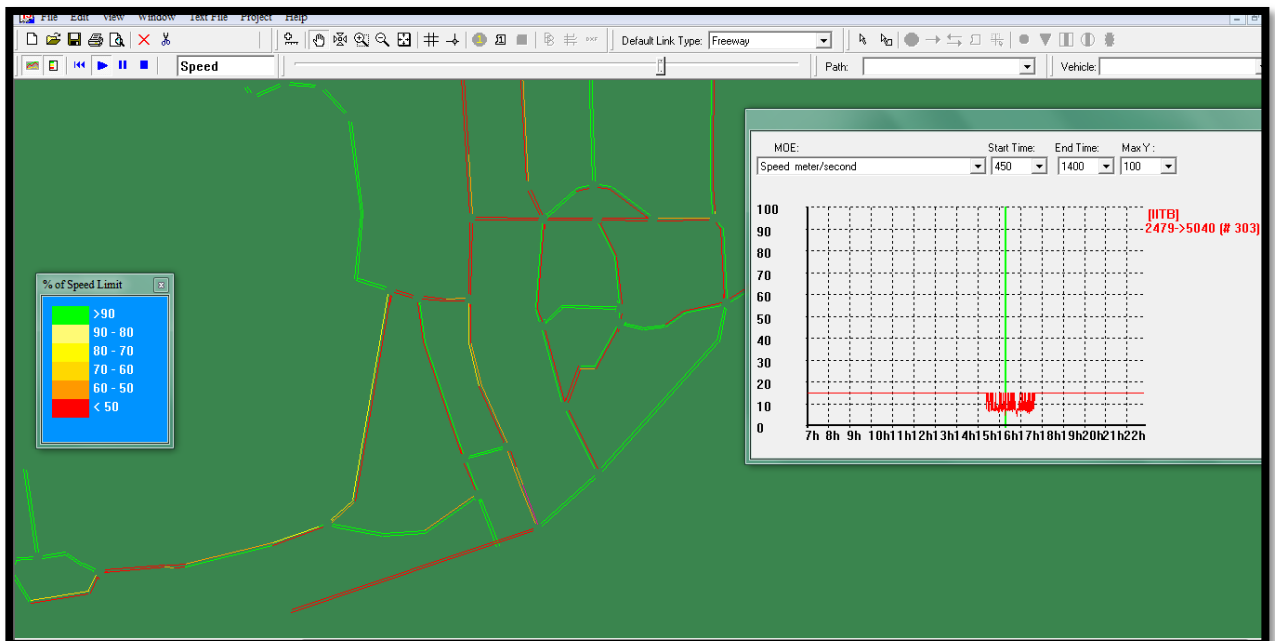 File Edit View Window Text File Project Help
Default Link Type: Freeway
Speed
Path:
Vehicle:
MOE:
Start Time:
End Time:
Max Y :
Speed meter/second
450
1400
100
100
90
80
70
60
50
40
30
20
10
0
7h 8h 9h 10h11h12h13h14h15h16h17h18h19h20h21h22h
[IITB]
2479->5040 (# 303)
% of Speed Limit
>90
90 - 80
80 - 70
70 - 60
60 - 50
< 50